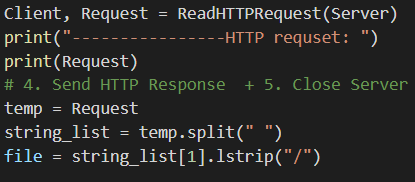 Client, Request = ReadHTTPRequest(Server)
print("----------------HTTP requset: ")
print(Request)
# 4. Send HTTP Response  + 5. Close Server
temp = Request
string_list = temp.split(" ")
file = string_list[1].lstrip("/")